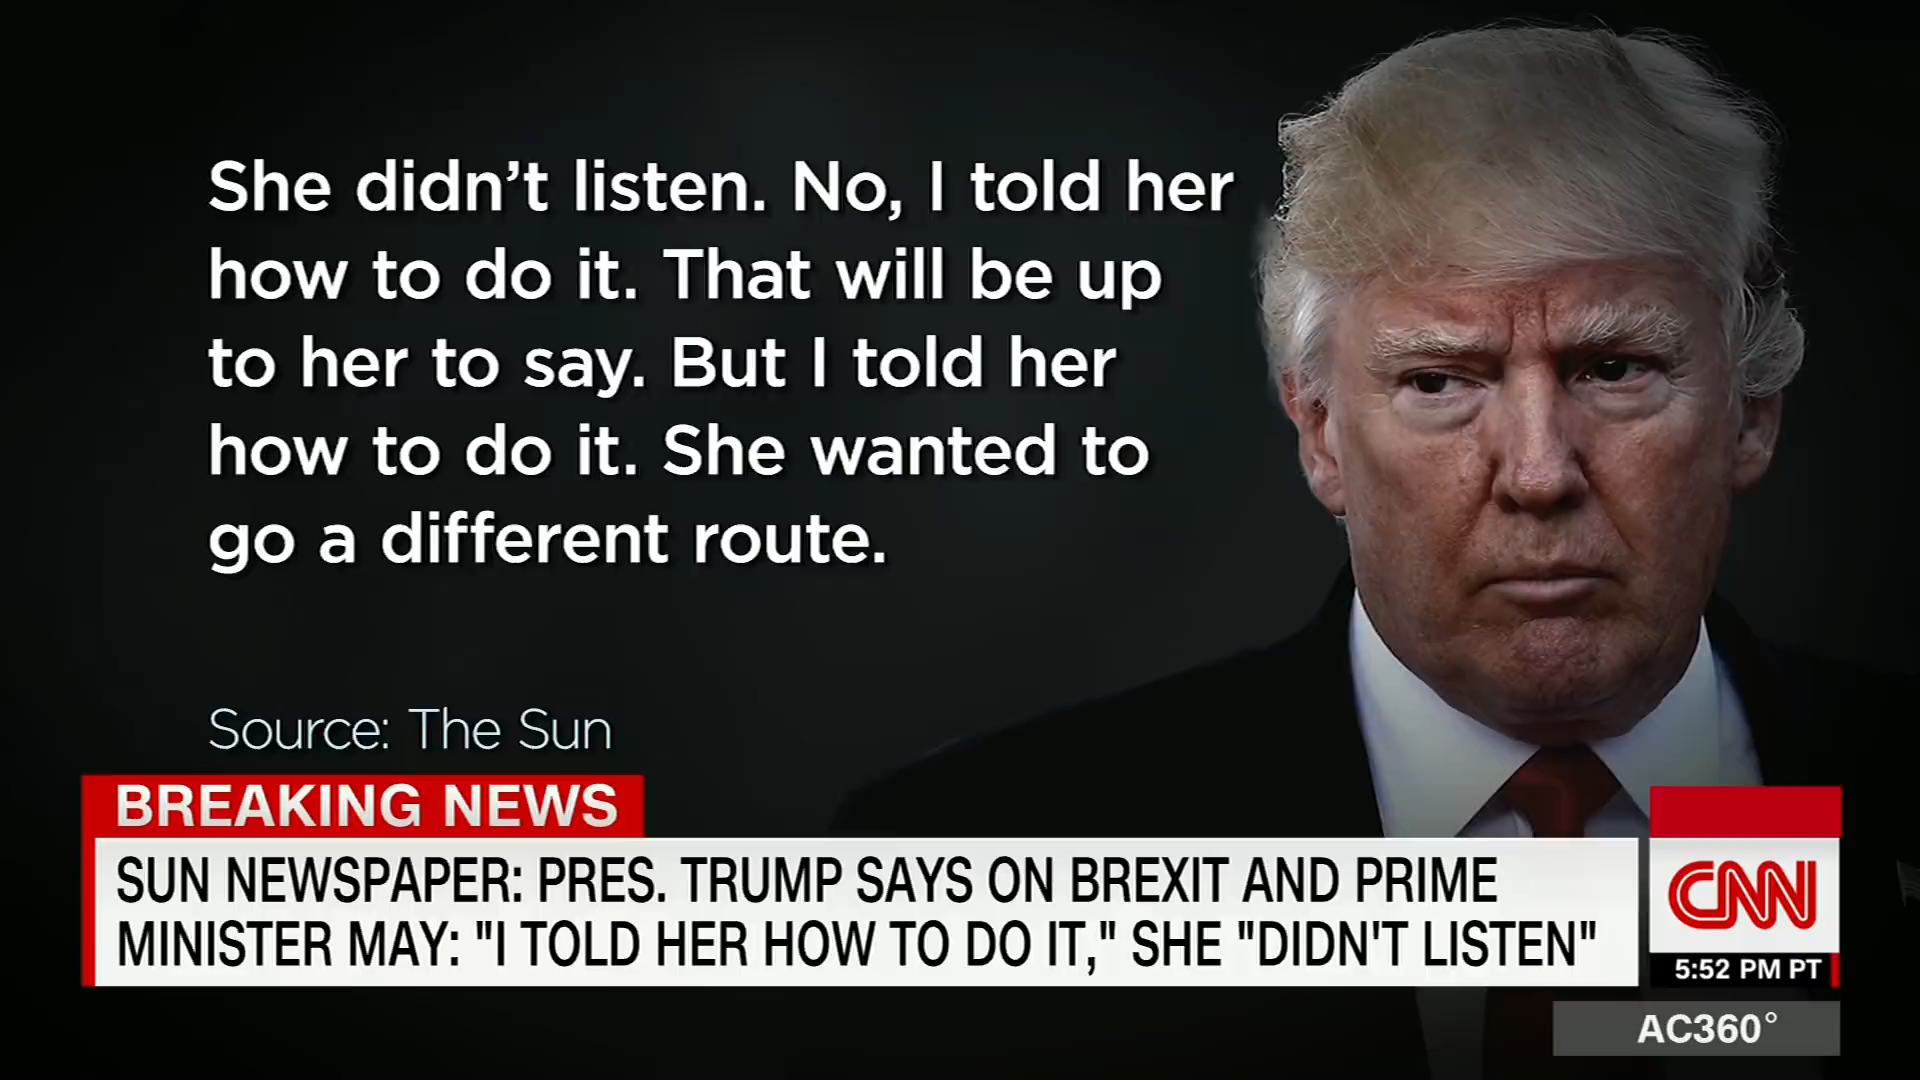 She didn’t listen. No, I told her
how to do it. That will be up
to her to say. But I told her
how to do it. She wanted to
go a different route.
Source: The Sun
BREAKING NEWS
SUN NEWSPAPER: PRES. TRUMP SAYS ON BREXIT AND PRIME
MINISTER MAY: "I TOLD HER HOW TO DO IT," SHE "DIDN'T LISTEN"
CNN
5:52 PM PT
AC360°